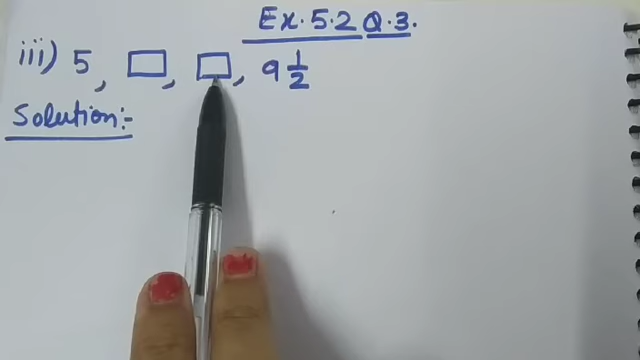 Ex. 5.2 Q.3.
iii) 5, □, □, 9 1/2
Solution:-